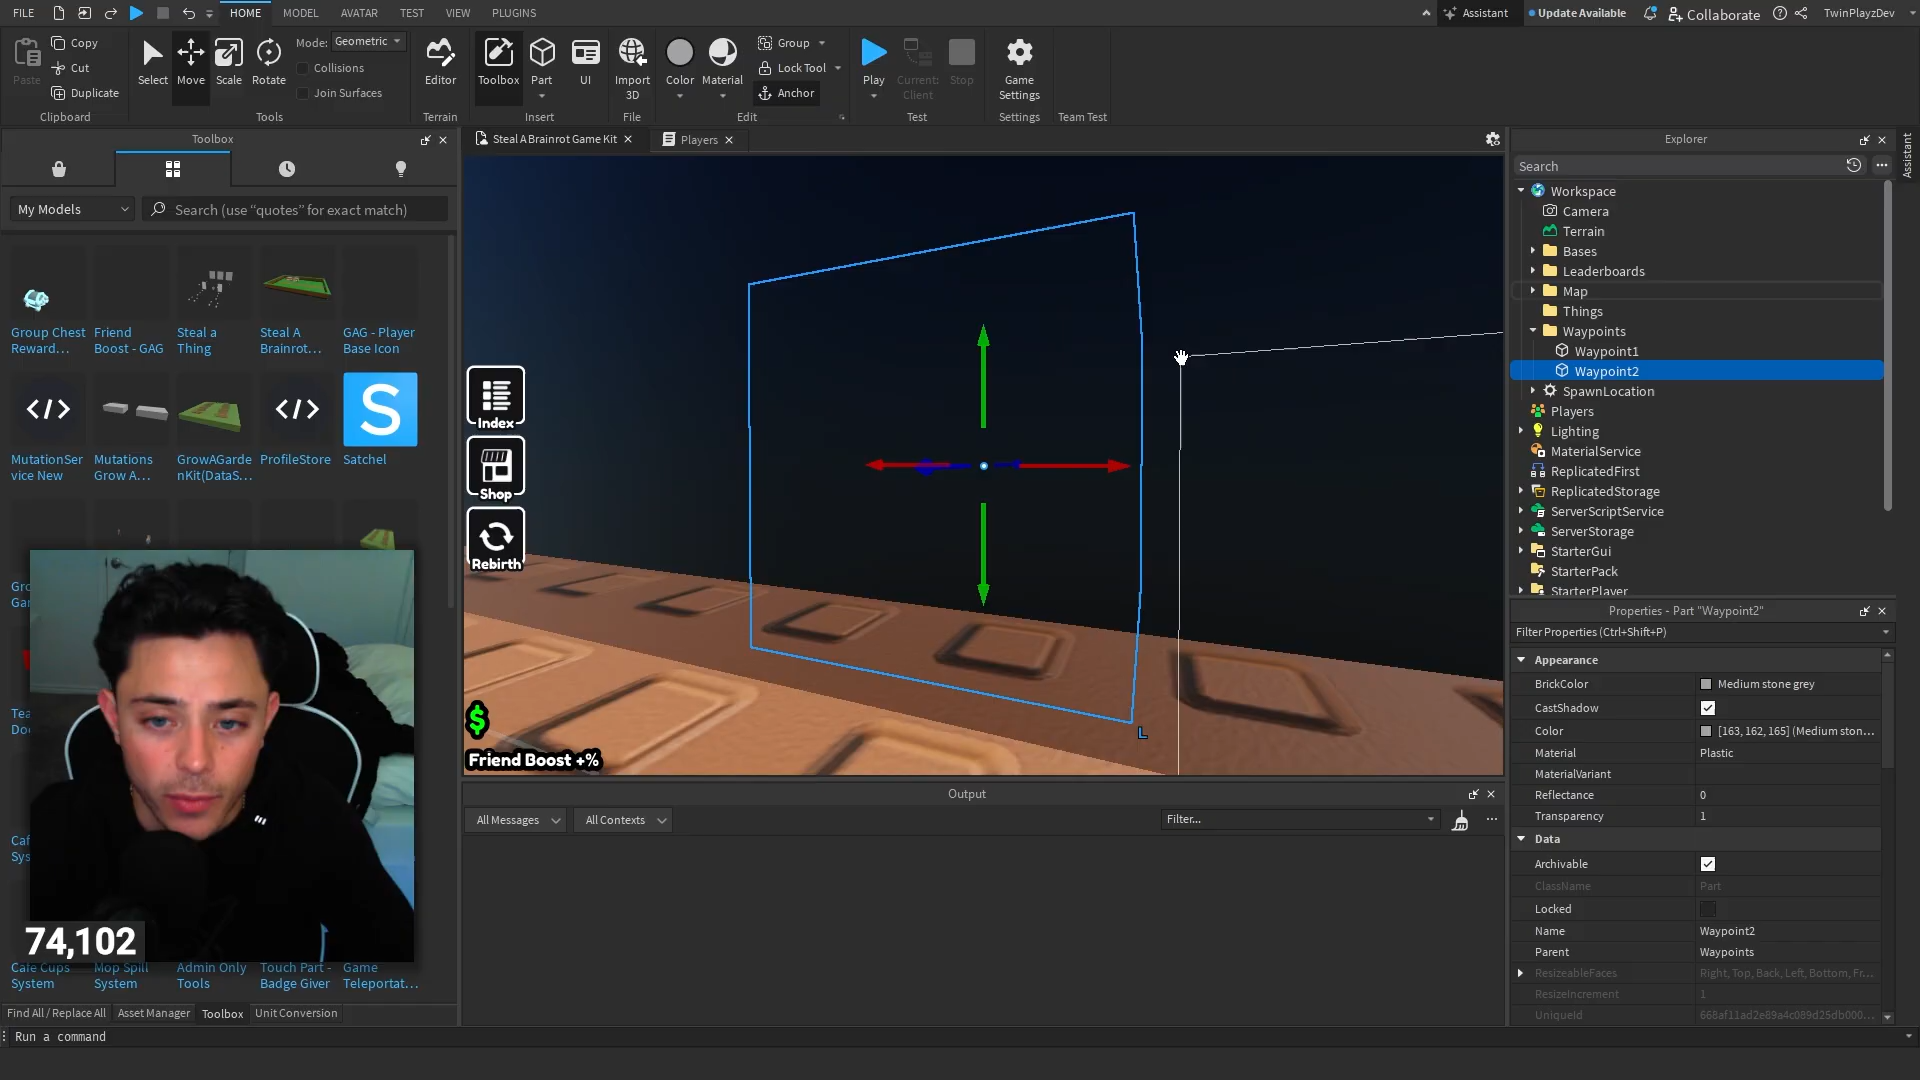 FILE
HOME
MODEL
AVATAR
TEST
VIEW
PLUGINS
Assistant
Update Available
Collaborate
TwinPlayzDev
Paste
Copy
Cut
Duplicate
Clipboard
Select
Move
Scale
Rotate
Mode:
Geometric
Collisions
Join Surfaces
Tools
Editor
Terrain
Toolbox
Part
UI
Insert
Import
3D
File
Color
Material
Group
Lock Tool
Anchor
Edit
Play
Current:
Client
Stop
Test
Game
Settings
Settings
Team Test
Toolbox
My Models
Search (use “quotes” for exact match)
Group Chest
Reward...
Friend
Boost - GAG
Steal a
Thing
Steal A
Brainrot...
GAG - Player
Base Icon
MutationSer
vice New
Mutations
Grow A...
GrowAGarde
nKit(DataS...
ProfileStore
S
Satchel
Gro
Gar
Tea
Doc
Caf
Sys
74,102
Cafe Cups
System
Mop Spill
System
Admin Only
Tools
Touch Part -
Badge Giver
Game
Teleportat...
Find All / Replace All
Asset Manager
Toolbox
Unit Conversion
Run a command
Steal A Brainrot Game Kit
Players
Index
Shop
Rebirth
$
Friend Boost +%
L
Output
All Messages
All Contexts
Filter...
Explorer
Assistant
Search
Workspace
Camera
Terrain
Bases
Leaderboards
Map
Things
Waypoints
Waypoint1
Waypoint2
SpawnLocation
Players
Lighting
MaterialService
ReplicatedFirst
ReplicatedStorage
ServerScriptService
ServerStorage
StarterGui
StarterPack
StarterPlayer
Properties - Part "Waypoint2"
Filter Properties (Ctrl+Shift+P)
Appearance
BrickColor
Medium stone grey
CastShadow
Color
[163, 162, 165] (Medium ston...
Material
Plastic
MaterialVariant
Reflectance
0
Transparency
1
Data
Archivable
ClassName
Part
Locked
Name
Waypoint2
Parent
Waypoints
ResizeableFaces
Right, Top, Back, Left, Bottom, Fr...
ResizeIncrement
1
UniqueId